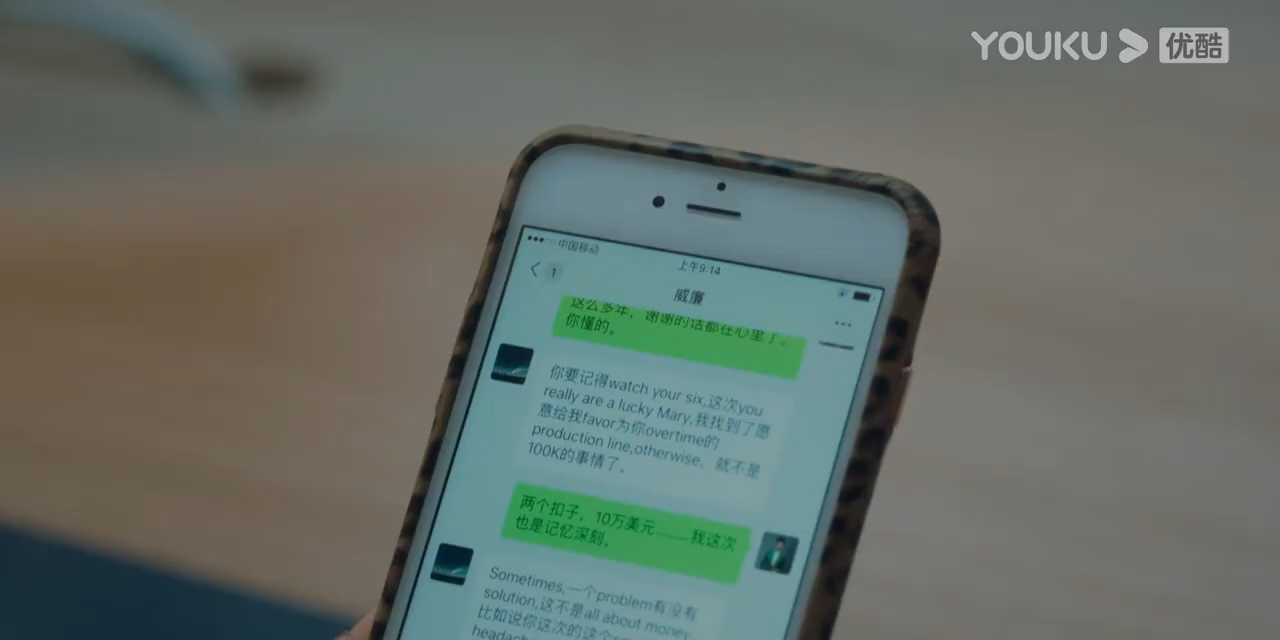 YOUKU 优酷
中国移动
上午9:14
1
威廉
这么多年，谢谢的话都在心里了。
你懂的。
你要记得watch your six,这次you
really are a lucky Mary,我找到了愿
意给我favor为你overtime的
production line,otherwise，就不是
100K的事情了。
两个扣子，10万美元………我这次
也是记忆深刻。
Sometimes,一个problem有没有
solution,这不是all about money,
比如说你这次的这个